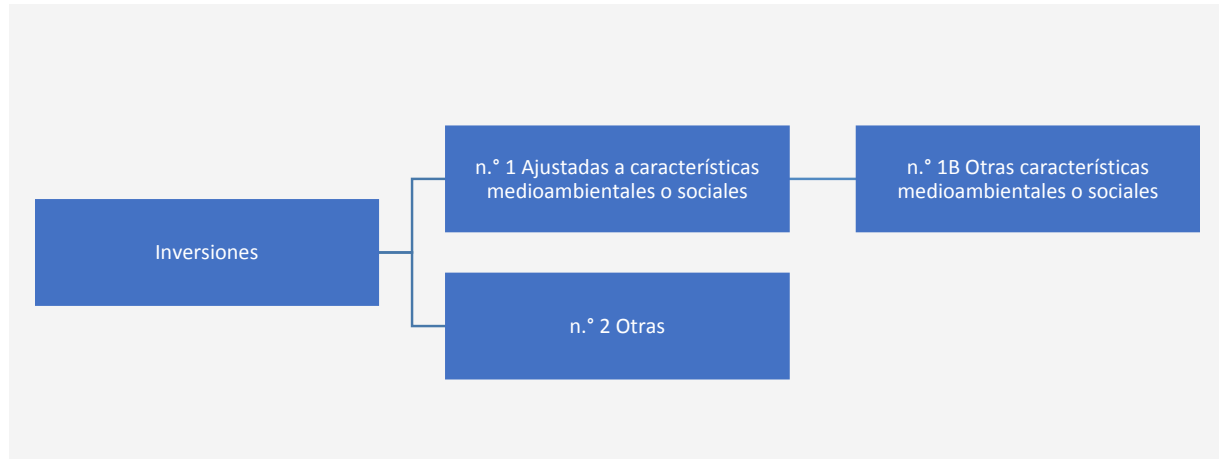 Inversiones
n.° 1 Ajustadas a características
medioambientales o sociales
n.° 1B Otras características
medioambientales o sociales
n.° 2 Otras